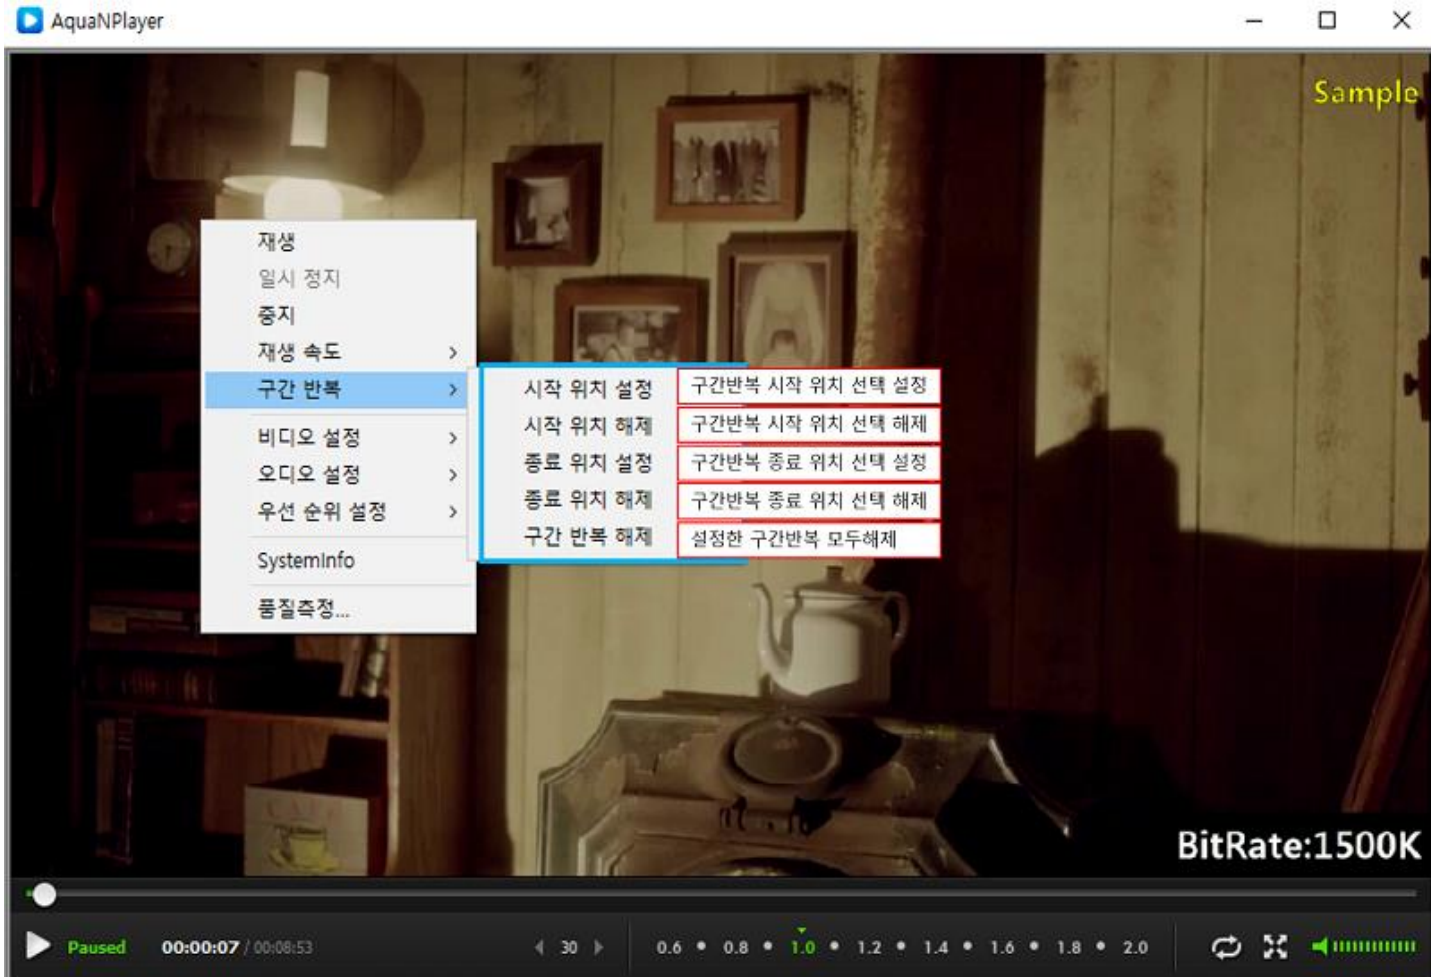 AquaNPlayer
Sample
재생
일시 정지
중지
재생 속도
구간 반복
비디오 설정
오디오 설정
우선 순위 설정
SystemInfo
품질측정...
시작 위치 설정 구간반복 시작 위치 선택 설정
시작 위치 해제 구간반복 시작 위치 선택 해제
종료 위치 설정 구간반복 종료 위치 선택 설정
종료 위치 해제 구간반복 종료 위치 선택 해제
구간 반복 해제 설정한 구간반복 모두해제
BitRate:1500K
Paused 00:00:07 / 00:08:53 30 0.6 • 0.8 • 1.0 • 1.2 • 1.4 • 1.6 • 1.8 • 2.0